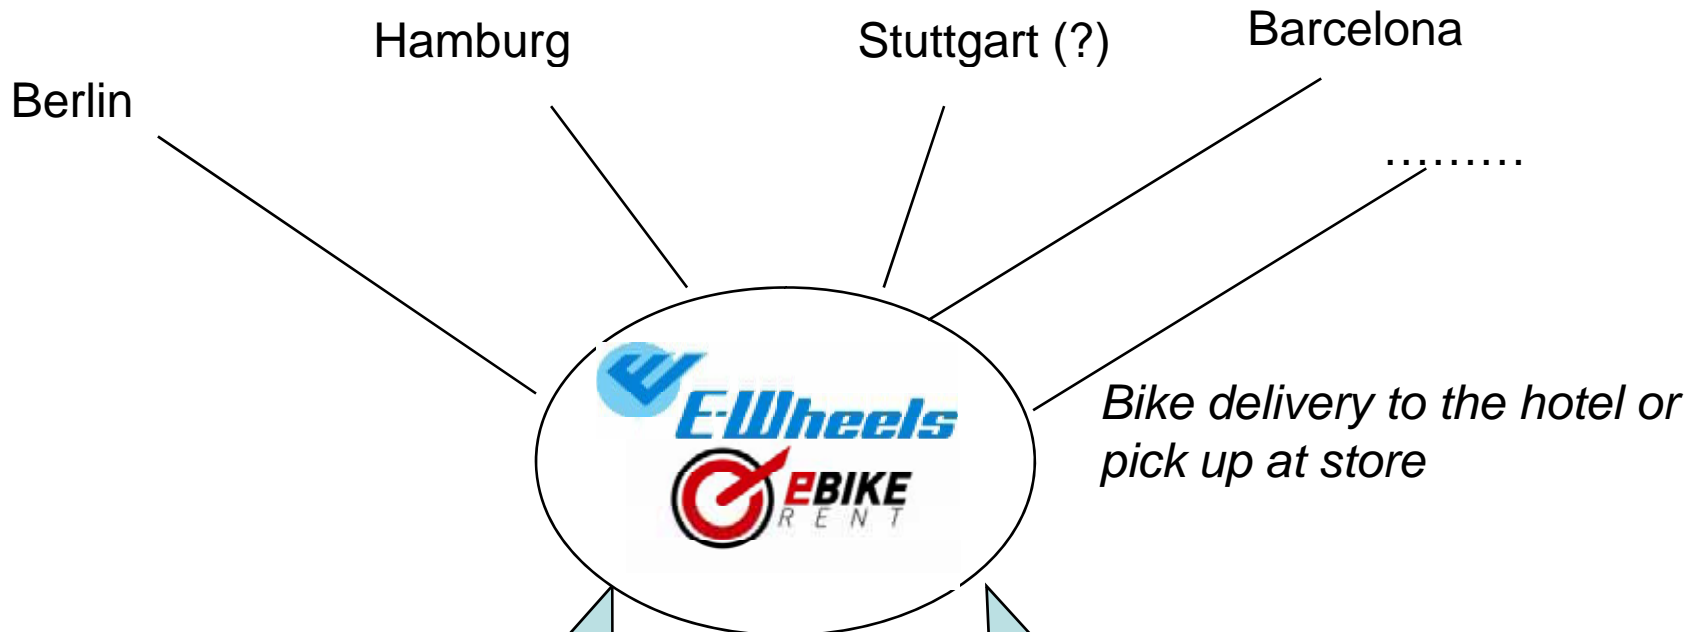 Hamburg
Stuttgart (?)
Barcelona
Berlin
………
E-Wheels
Bike delivery to the hotel or
pick up at store
eBIKE
RENT